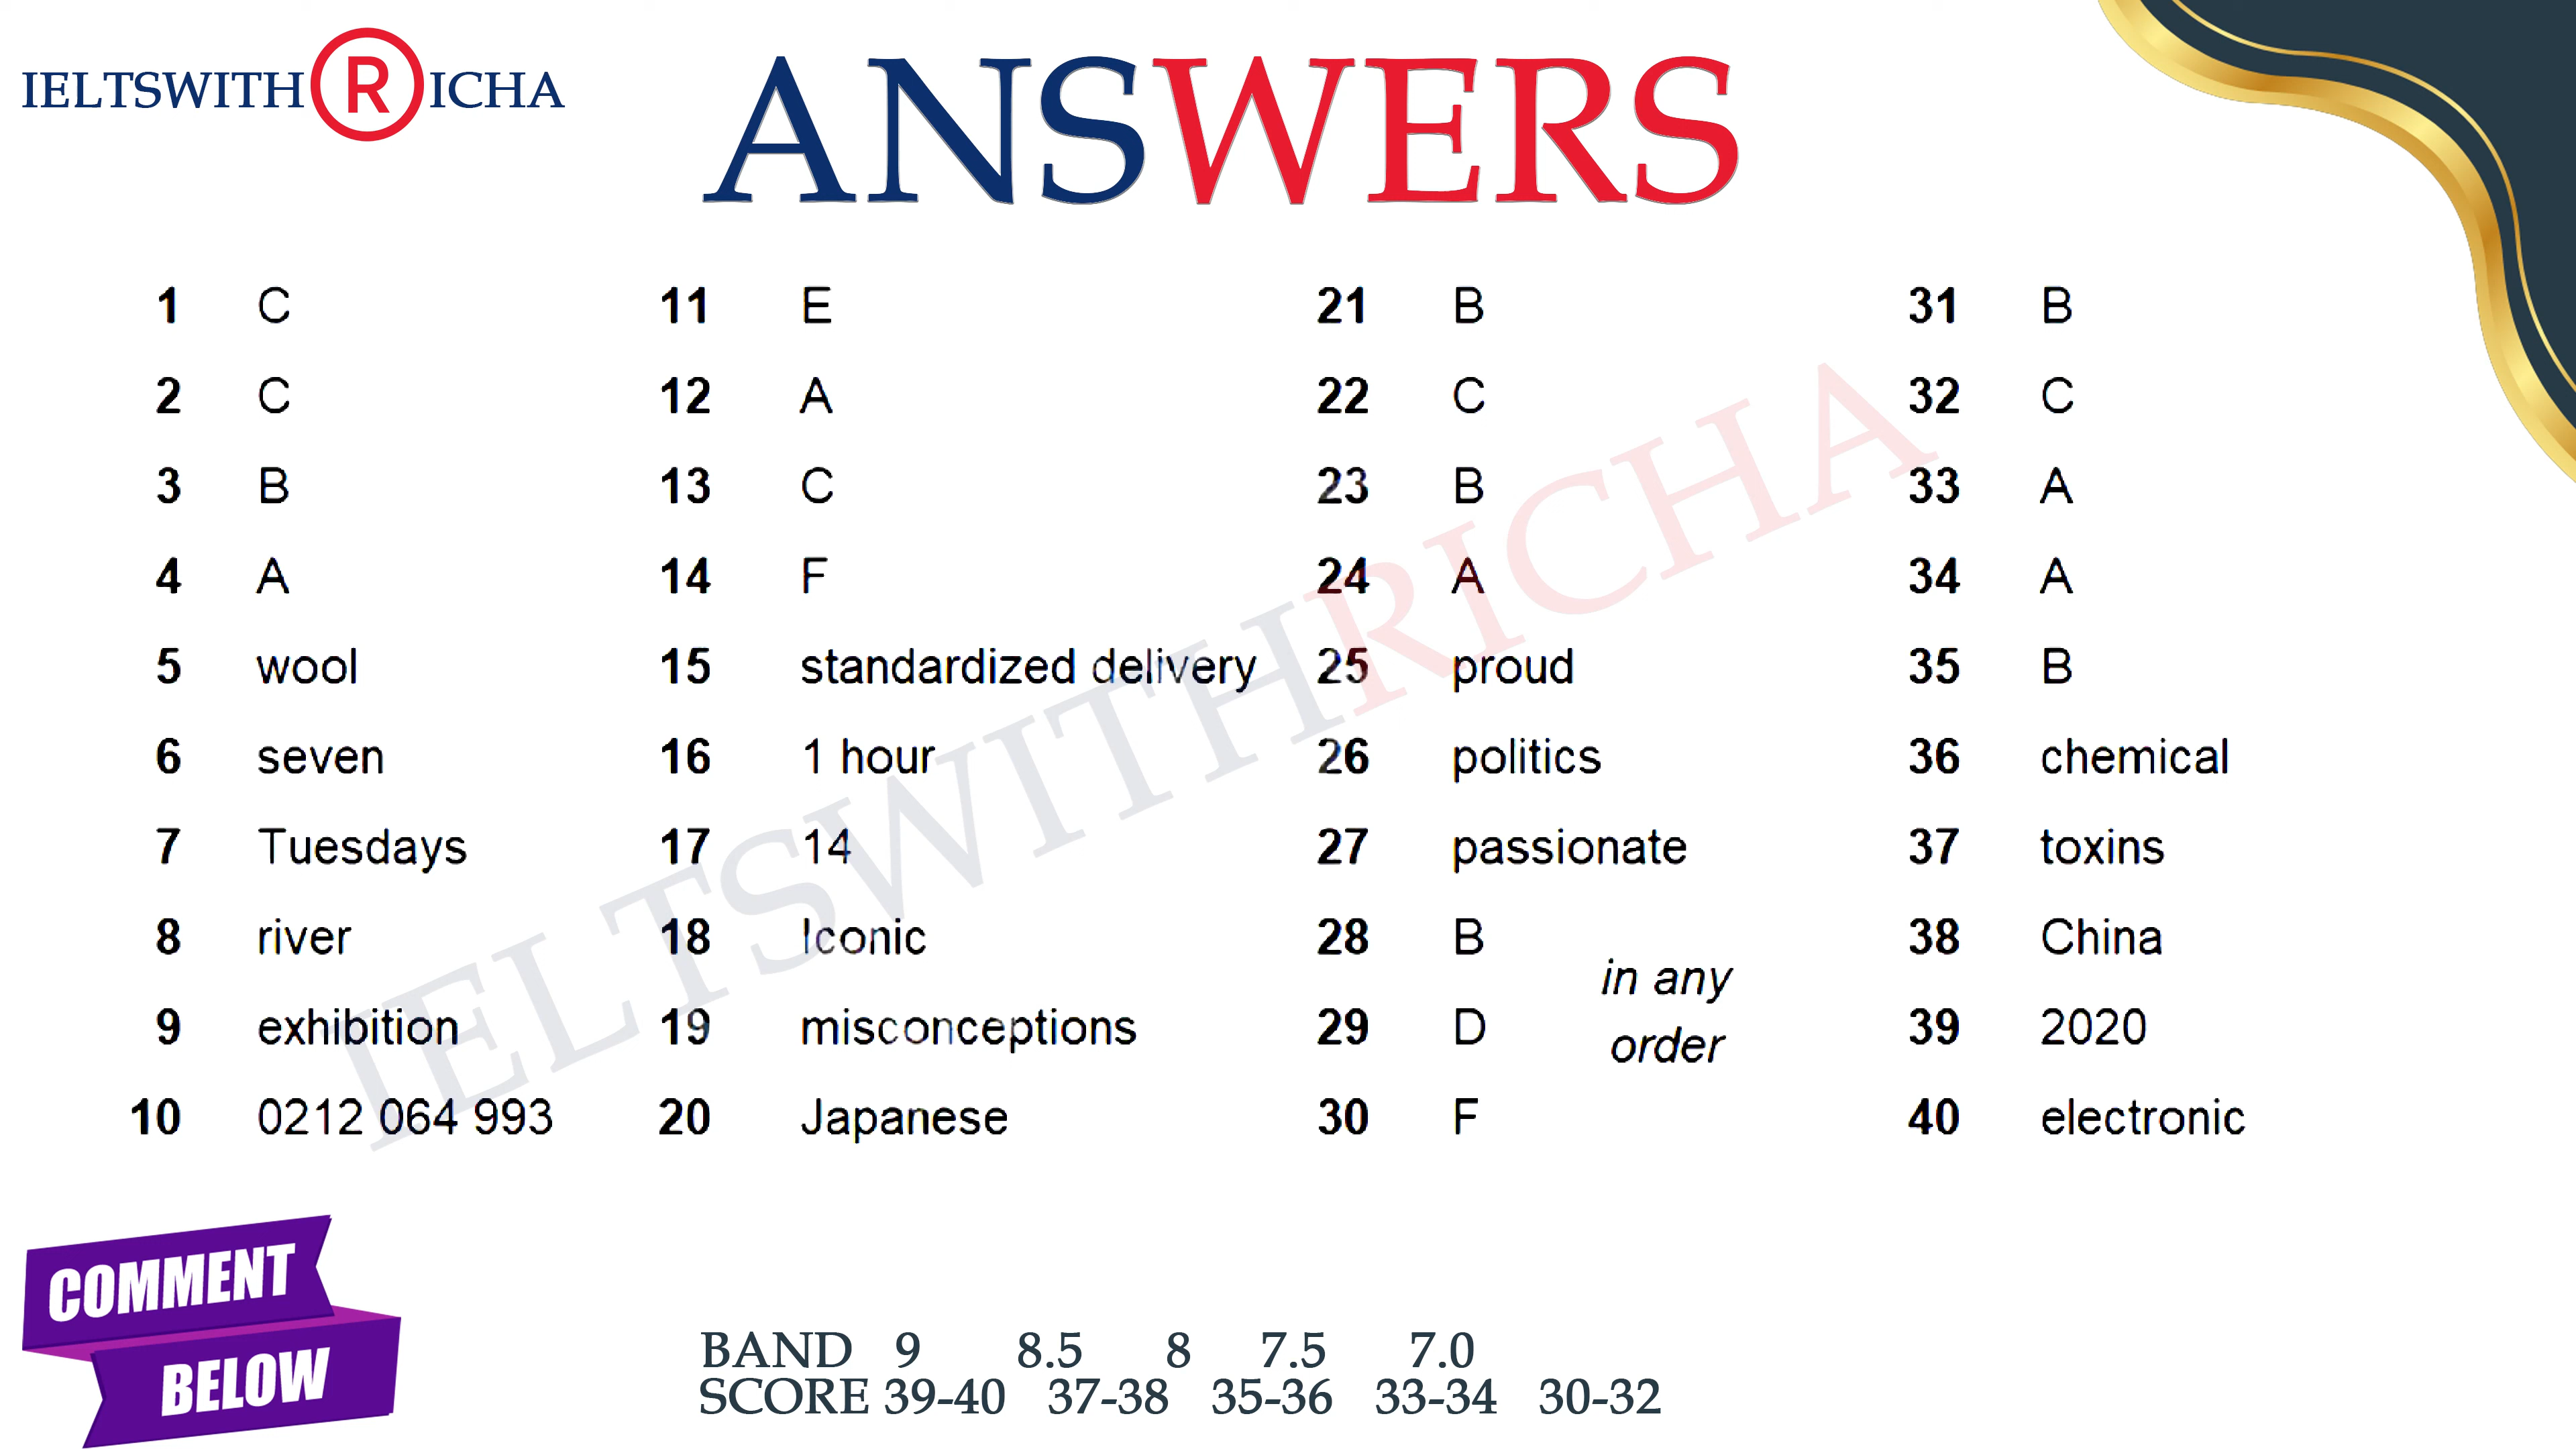 IELTSWITHRICHA
ANSWERS
1 C
2 C
3 B
4 A
5 wool
6 seven
7 Tuesdays
8 river
9 exhibition
10 0212 064 993
11 E
12 A
13 C
14 F
15 standardized delivery
16 1 hour
17 14
18 Iconic
19 misconceptions
20 Japanese
21 B
22 C
23 B
24 A
25 proud
26 politics
27 passionate
28 B
29 D
30 F
in any
order
31 B
32 C
33 A
34 A
35 B
36 chemical
37 toxins
38 China
39 2020
40 electronic
IELTSWITHRICHA
COMMENT
BELOW
BAND 9 8.5 8 7.5 7.0
SCORE 39-40 37-38 35-36 33-34 30-32